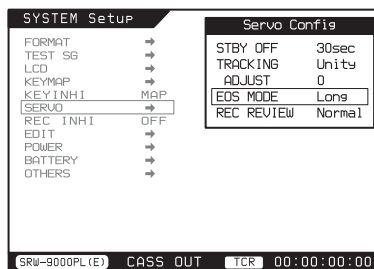 SYSTEM Setup
FORMAT →
TEST SG →
LCD →
KEYMAP →
KEYINHI MAP
SERVO →
REC INHI OFF
EDIT →
POWER →
BATTERY →
OTHERS →
Servo Config
STBY OFF 30sec
TRACKING Unity
ADJUST 0
EOS MODE Long
REC REVIEW Normal
SRW-9000PL(E) CASS OUT TCR 00:00:00:00